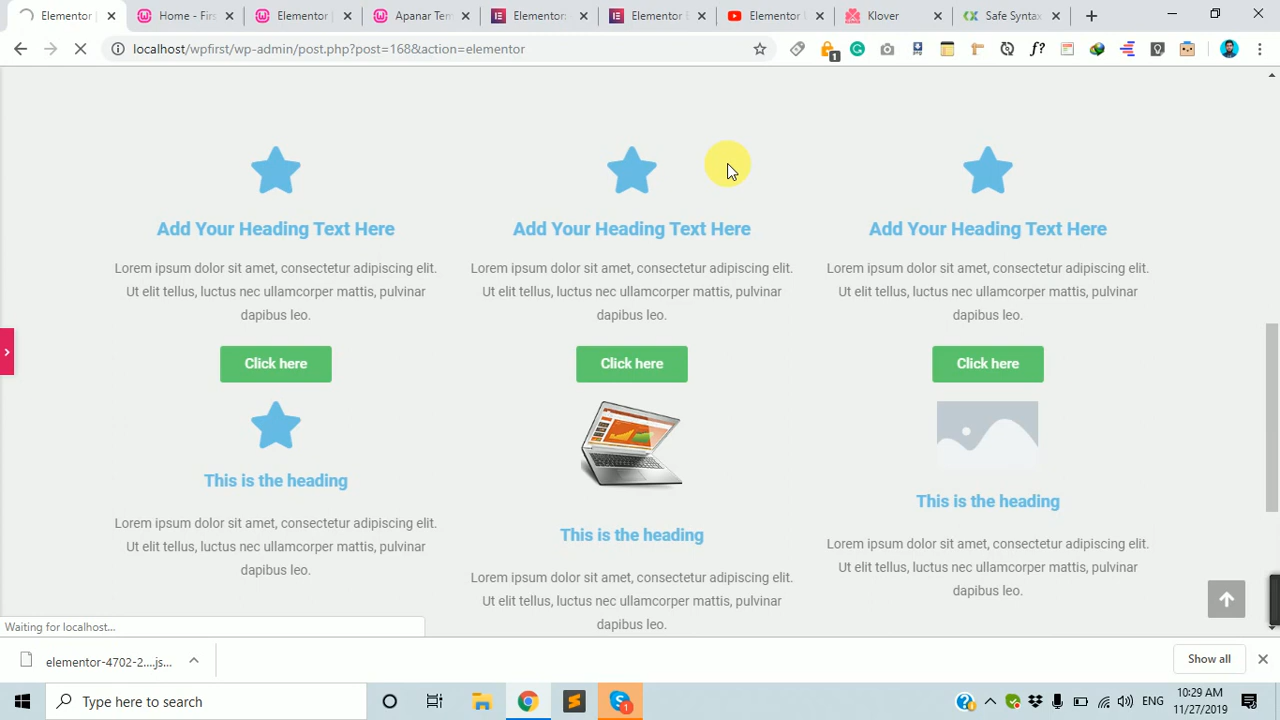 Elementor |
Home - Firs
Elementor |
Apanar Tem
Elementor:
Elementor B
Elementor W
Klover
Safe Syntax
localhost/wpfirst/wp-admin/post.php?post=168&action=elementor
1
f?
Add Your Heading Text Here
Add Your Heading Text Here
Add Your Heading Text Here
Lorem ipsum dolor sit amet, consectetur adipiscing elit.
Ut elit tellus, luctus nec ullamcorper mattis, pulvinar
dapibus leo.
Lorem ipsum dolor sit amet, consectetur adipiscing elit.
Ut elit tellus, luctus nec ullamcorper mattis, pulvinar
dapibus leo.
Lorem ipsum dolor sit amet, consectetur adipiscing elit.
Ut elit tellus, luctus nec ullamcorper mattis, pulvinar
dapibus leo.
Click here
Click here
Click here
This is the heading
Lorem ipsum dolor sit amet, consectetur adipiscing elit.
Ut elit tellus, luctus nec ullamcorper mattis, pulvinar
dapibus leo.
This is the heading
Lorem ipsum dolor sit amet, consectetur adipiscing elit.
Ut elit tellus, luctus nec ullamcorper mattis, pulvinar
dapibus leo.
This is the heading
Lorem ipsum dolor sit amet, consectetur adipiscing elit.
Ut elit tellus, luctus nec ullamcorper mattis, pulvinar
dapibus leo.
Waiting for localhost...
elementor-4702-2....js...
Show all
Type here to search
1
ENG
10:29 AM
11/27/2019